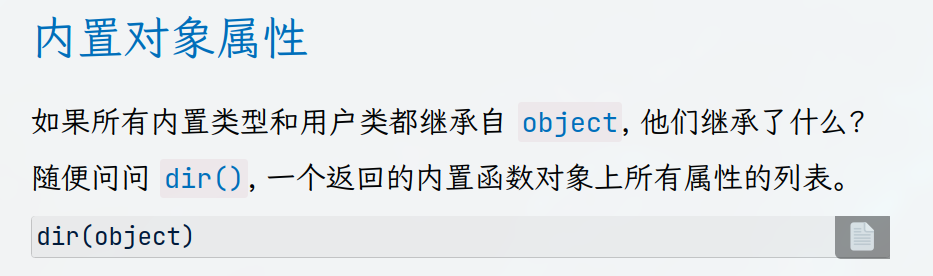 内置对象属性
如果所有内置类型和用户类都继承自 object, 他们继承了什么?
随便问问 dir(), 一个返回的内置函数对象上所有属性的列表。
dir(object)